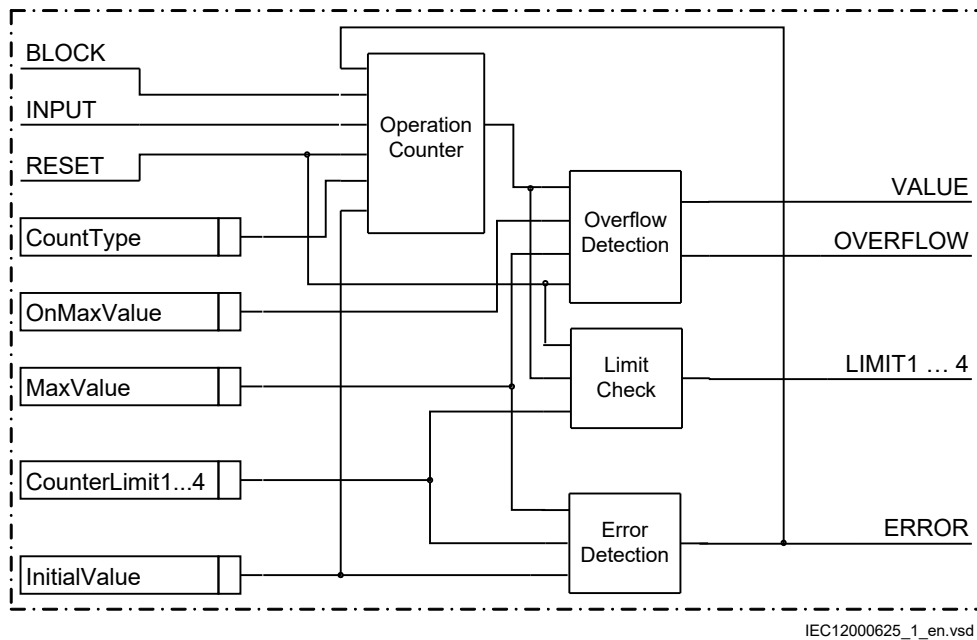 BLOCK
INPUT
RESET
CountType
OnMaxValue
MaxValue
CounterLimit1...4
InitialValue
Operation
Counter
Overflow
Detection
Limit
Check
Error
Detection
VALUE
OVERFLOW
LIMIT1 … 4
ERROR
IEC12000625_1_en.vsd